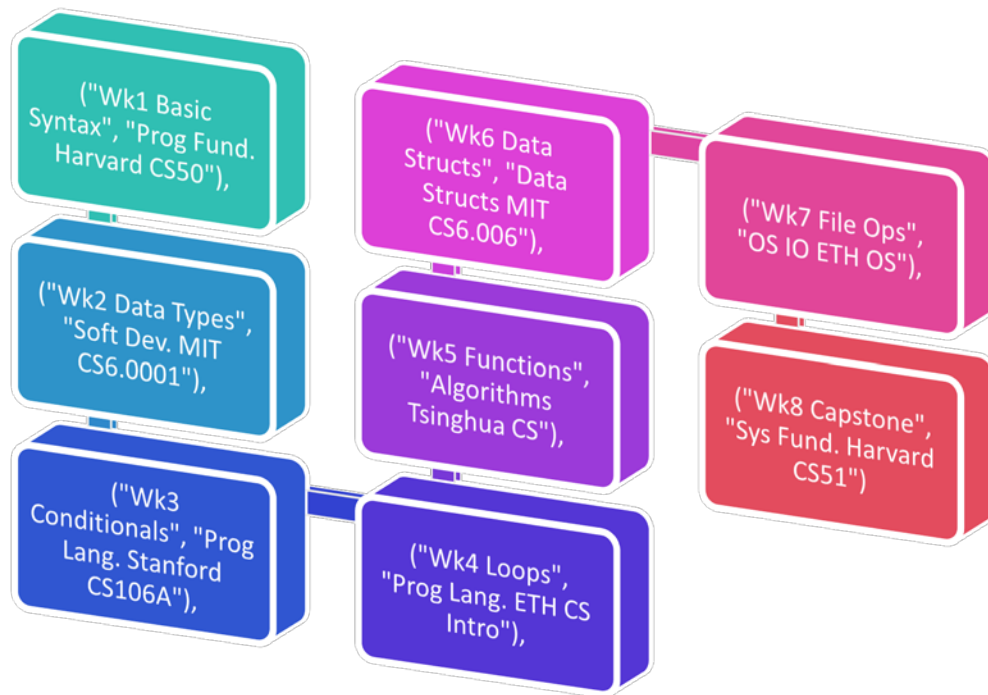 ("Wk1 Basic
Syntax", "Prog Fund.
Harvard CS50"),
("Wk2 Data Types",
"Soft Dev. MIT
CS6.0001"),
("Wk3
Conditionals", "Prog
Lang. Stanford
CS106A"),
("Wk4 Loops",
"Prog Lang. ETH CS
Intro"),
("Wk5 Functions",
"Algorithms
Tsinghua CS"),
("Wk6 Data
Structs", "Data
Structs MIT
CS6.006"),
("Wk7 File Ops",
"OS IO ETH OS"),
("Wk8 Capstone",
"Sys Fund. Harvard
CS51")